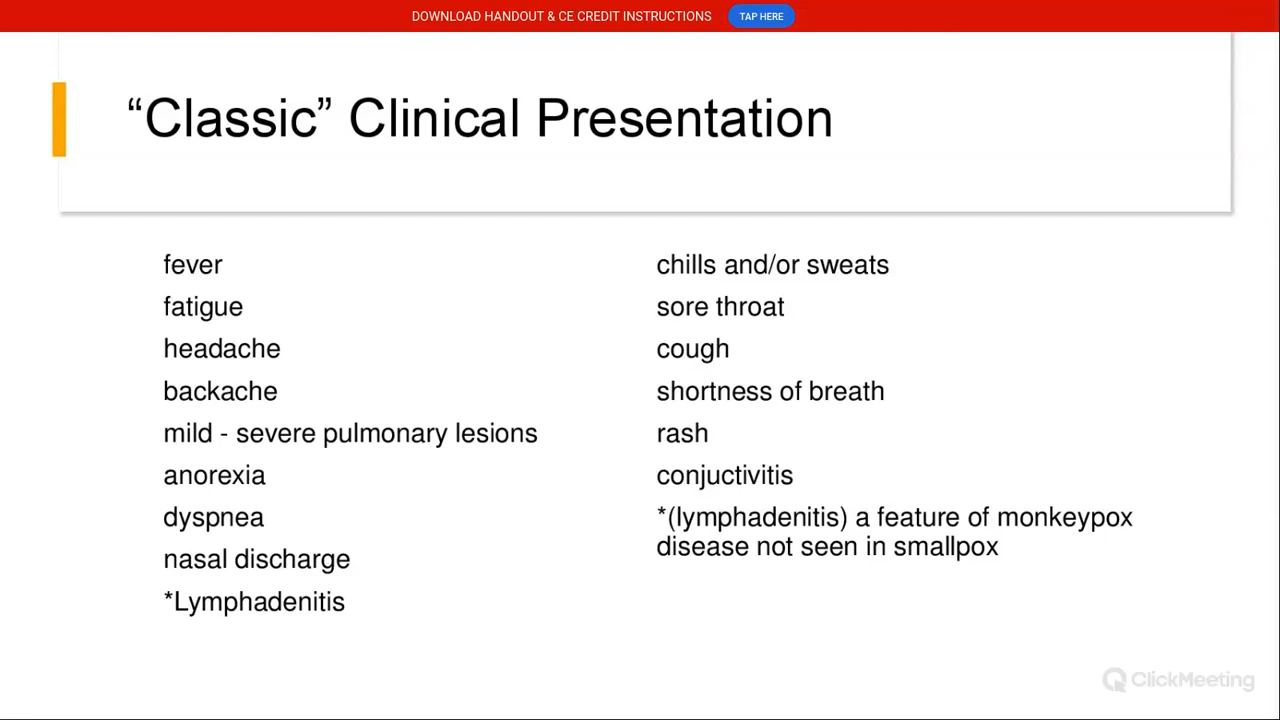 DOWNLOAD HANDOUT & CE CREDIT INSTRUCTIONS TAP HERE
“Classic” Clinical Presentation
fever
fatigue
headache
backache
mild - severe pulmonary lesions
anorexia
dyspnea
nasal discharge
*Lymphadenitis
chills and/or sweats
sore throat
cough
shortness of breath
rash
conjuctivitis
*(lymphadenitis) a feature of monkeypox
disease not seen in smallpox
ClickMeeting